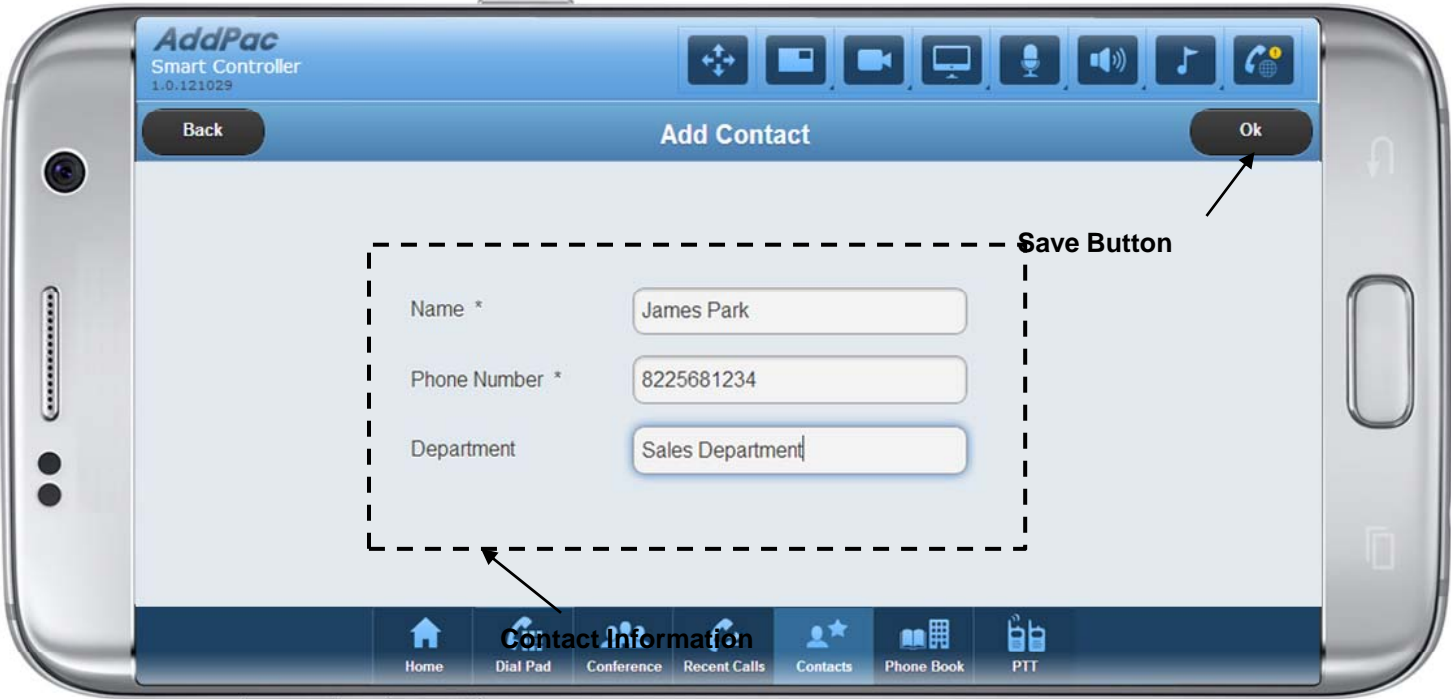 AddPac
Smart Controller
1.0.121029
Back
Add Contact
Ok
Save Button
Name *
James Park
Phone Number *
8225681234
Department
Sales Department
Contact Information
Home
Dial Pad
Conference
Recent Calls
Contacts
Phone Book
PTT